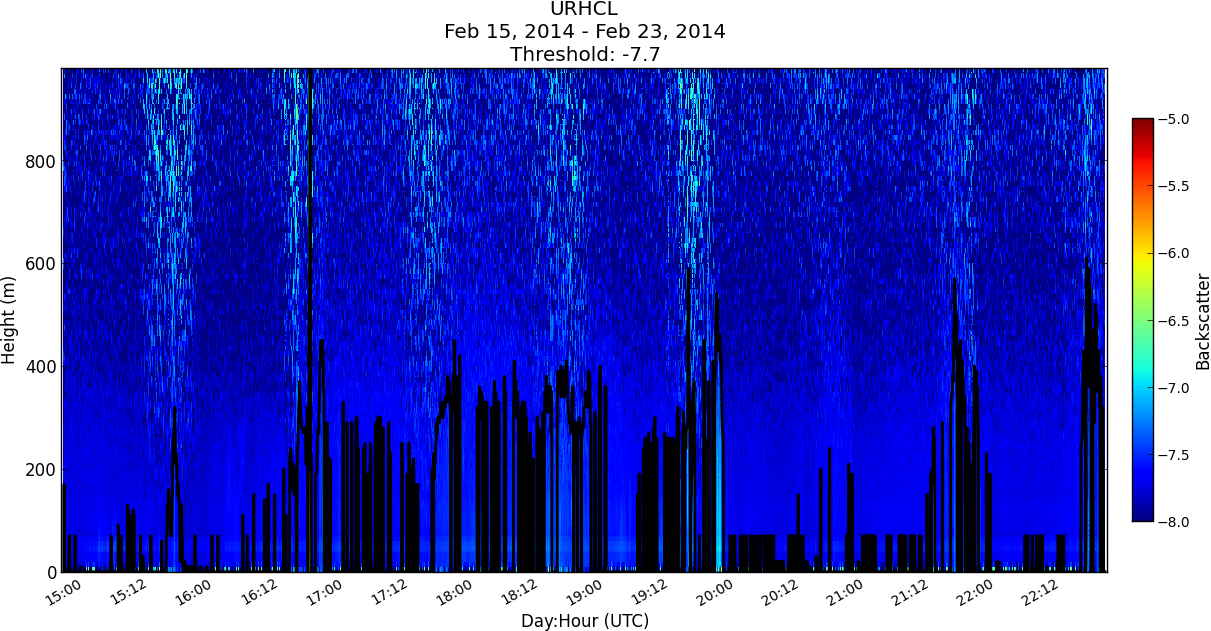 URHCL
Feb 15, 2014 - Feb 23, 2014
Threshold: -7.7
Height (m)
800
600
400
200
0
15:00 15:12 16:00 16:12 17:00 17:12 18:00 18:12 19:00 19:12 20:00 20:12 21:00 21:12 22:00 22:12
Day:Hour (UTC)
−5.0
−5.5
−6.0
−6.5
−7.0
−7.5
−8.0
Backscatter